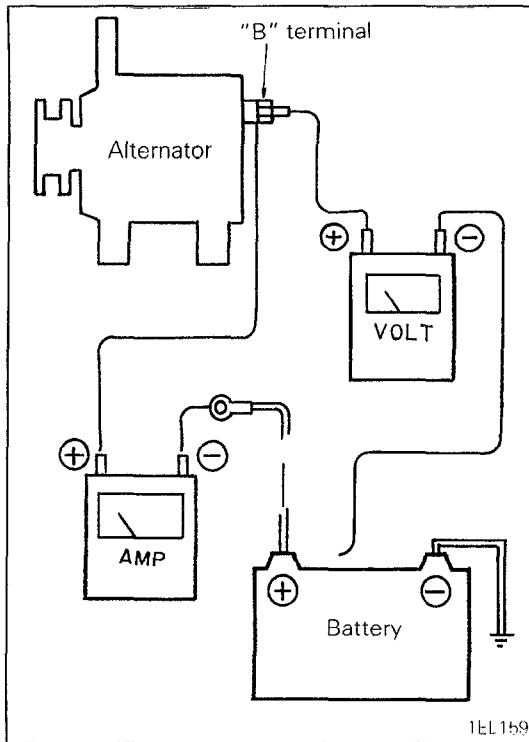 "B" terminal
Alternator
+ −
VOLT
+ −
AMP
+ −
Battery
1EL159